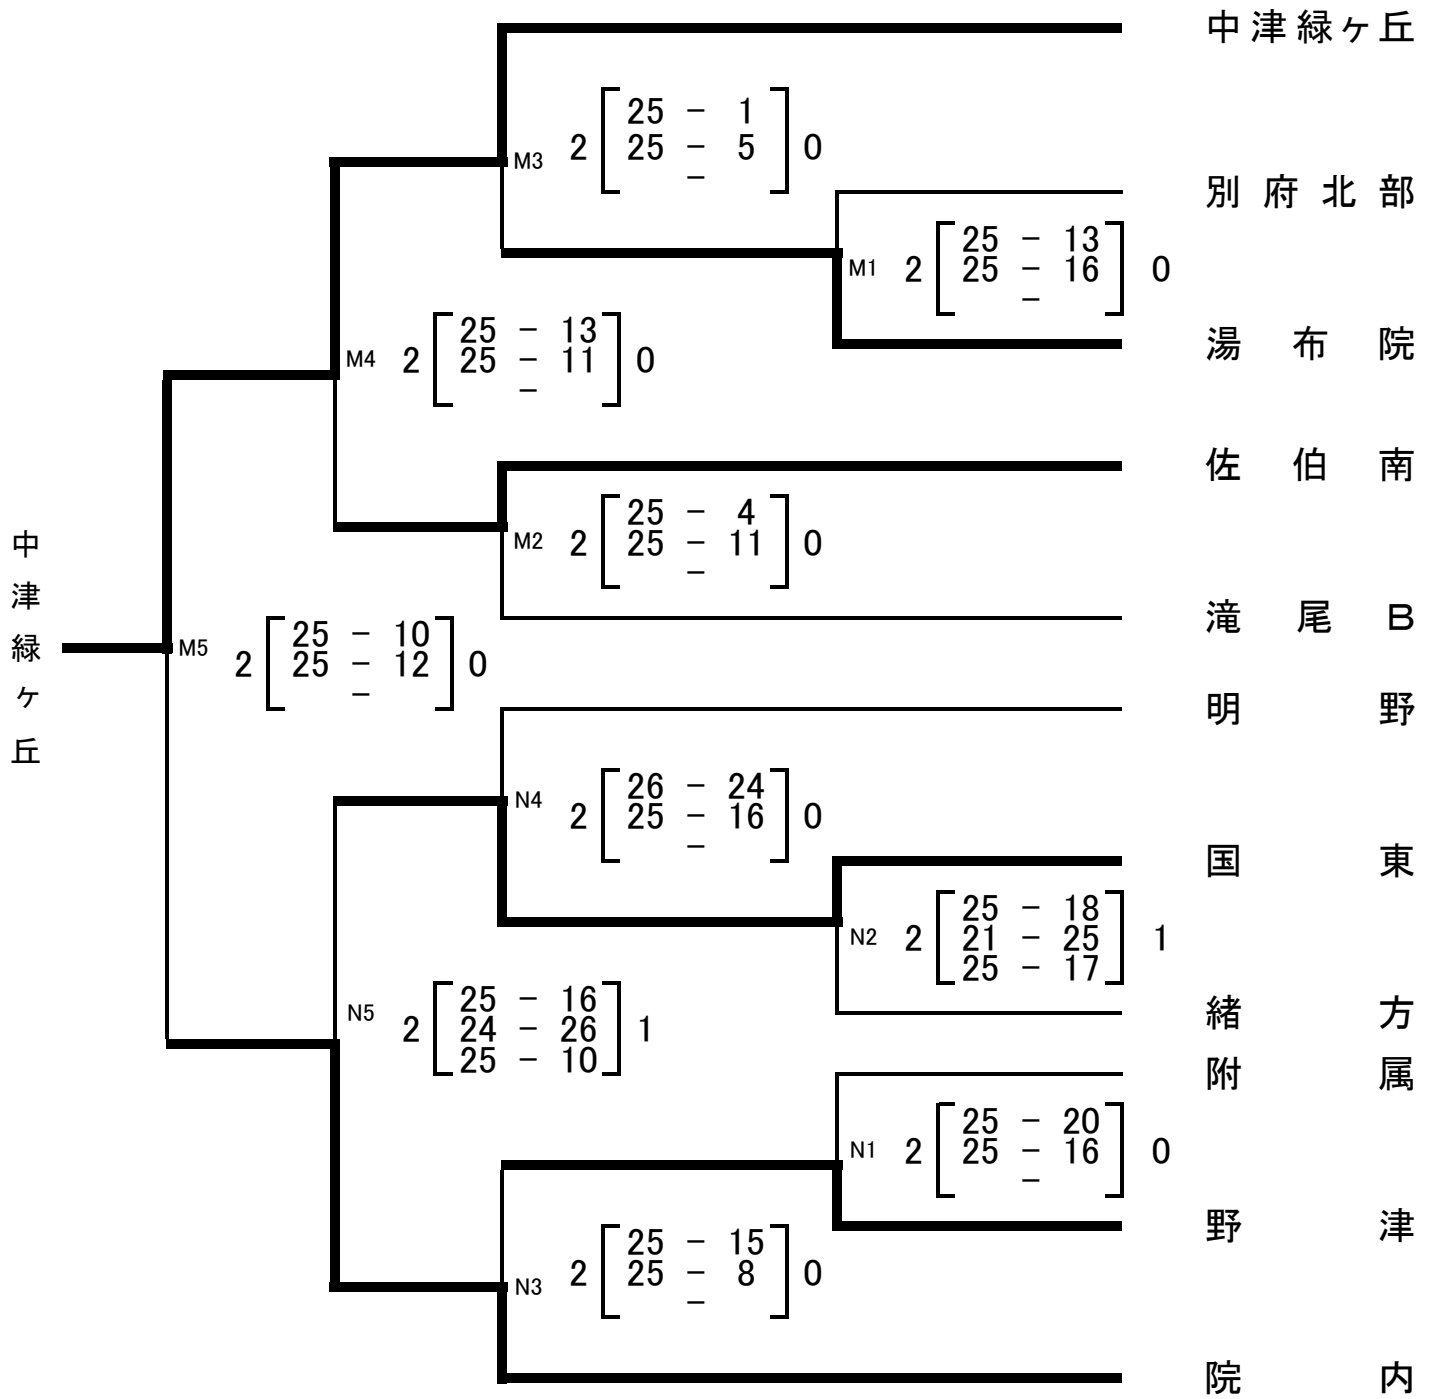 中津緑ヶ丘
25 - 1
M3 2 25 - 5 0
-
別府北部
25 - 13
M1 2 25 - 16 0
-
湯布院
25 - 13
M4 2 25 - 11 0
-
佐伯南
25 - 4
M2 2 25 - 11 0
-
滝尾B
中津緑ヶ丘
25 - 10
M5 2 25 - 12 0
-
明野
26 - 24
N4 2 25 - 16 0
-
国東
25 - 18
N2 2 21 - 25 1
25 - 17
25 - 16
N5 2 24 - 26 1
25 - 10
緒方
附属
25 - 20
N1 2 25 - 16 0
-
野津
25 - 15
N3 2 25 - 8 0
-
院内